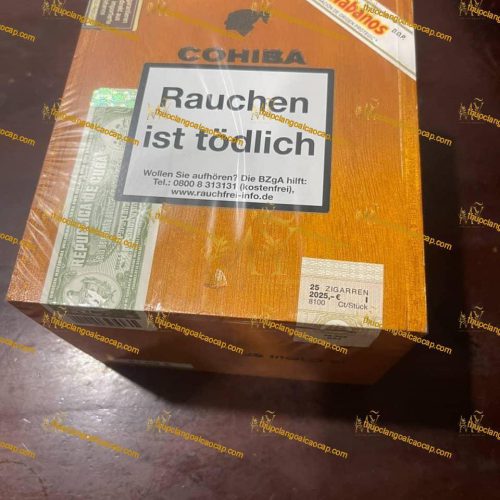 Habanos
D.O.P.
COHIBA
Rauchen
ist tödlich
Wollen Sie aufhören? Die BZgA hilft:
Tel.: 0800 8 313131 (kostenfrei),
www.rauchfrei-info.de
REPUBLICA DE CUBA
25 ZIGARREN
2025,- € I
8100 Ct/Stück
thupclangoalcaocap.com